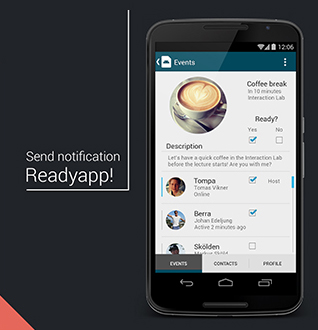 Send notification
Readyapp!
12:06
Events
Coffee break
In 10 minutes
Interaction Lab
Ready?
Yes No
Description
Let's have a quick coffee in the Interaction Lab
before the lecture starts! Are you with me?
Tompa
Host
Tomas Vikner
Online
Berra
Johan Edeljung
Active 2 minutes ago
Skölden
EVENTS CONTACTS PROFILE